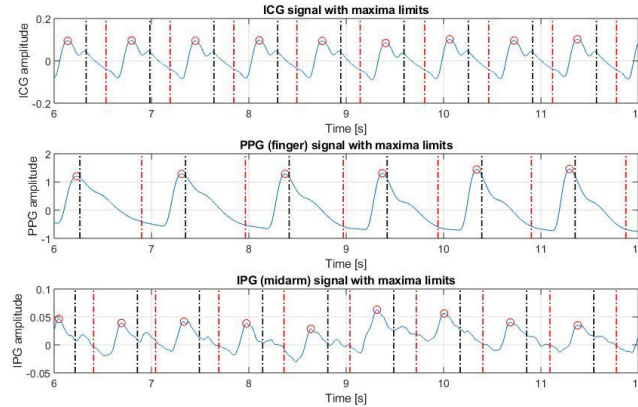 ICG signal with maxima limits
ICG amplitude
0.2
0
-0.2
6 7 8 9 10 11 12
Time [s]
PPG (finger) signal with maxima limits
PPG amplitude
2
1
0
-1
6 7 8 9 10 11 12
Time [s]
IPG (midarm) signal with maxima limits
IPG amplitude
0.1
0.05
0
-0.05
6 7 8 9 10 11
Time [s]